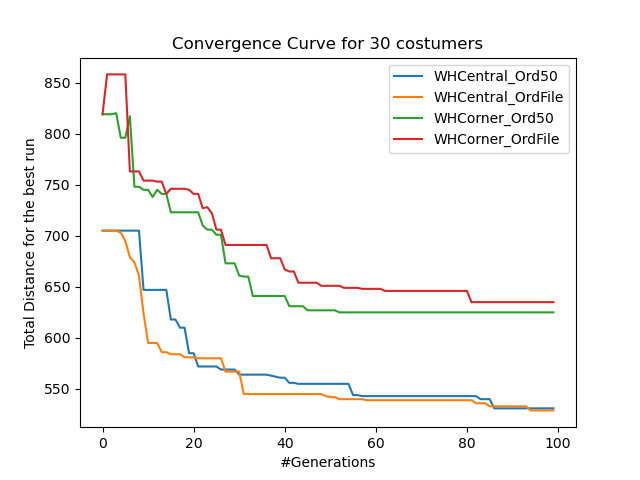 Convergence Curve for 30 costumers
WHCentral_Ord50
WHCentral_OrdFile
WHCorner_Ord50
WHCorner_OrdFile
Total Distance for the best run
850
800
750
700
650
600
550
0 20 40 60 80 100
#Generations